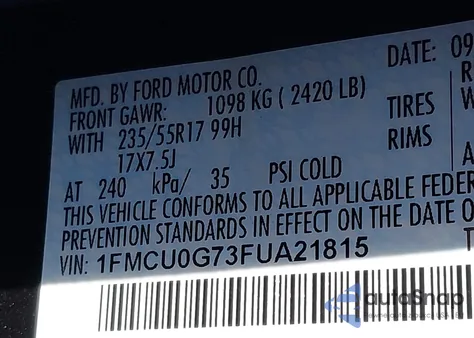 MFD. BY FORD MOTOR CO.
DATE: 09
FRONT GAWR: 1098 KG ( 2420 LB)
WITH 235/55R17 99H TIRES
17X7.5J RIMS
AT 240 kPa/ 35 PSI COLD
THIS VEHICLE CONFORMS TO ALL APPLICABLE FEDER
PREVENTION STANDARDS IN EFFECT ON THE DATE O
VIN: 1FMCU0G73FUA21815
autoSnap